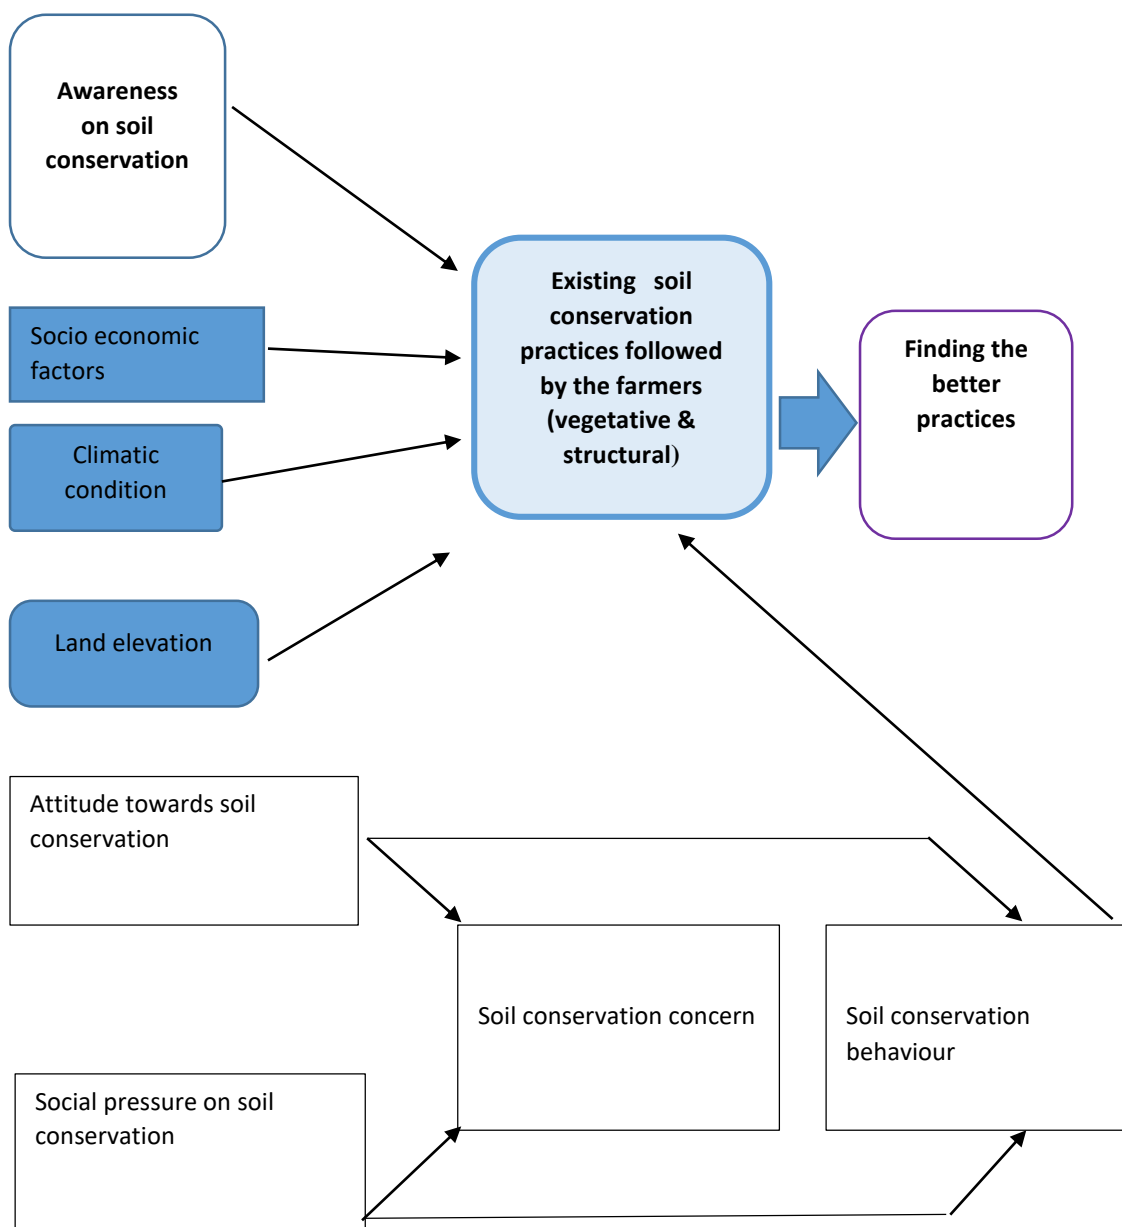 Awareness
on soil
conservation
Existing soil
conservation
practices followed
by the farmers
(vegetative &
structural)
Socio economic
factors
Finding the
better
practices
Climatic
condition
Land elevation
Attitude towards soil
conservation
Soil conservation concern
Soil conservation
behaviour
Social pressure on soil
conservation